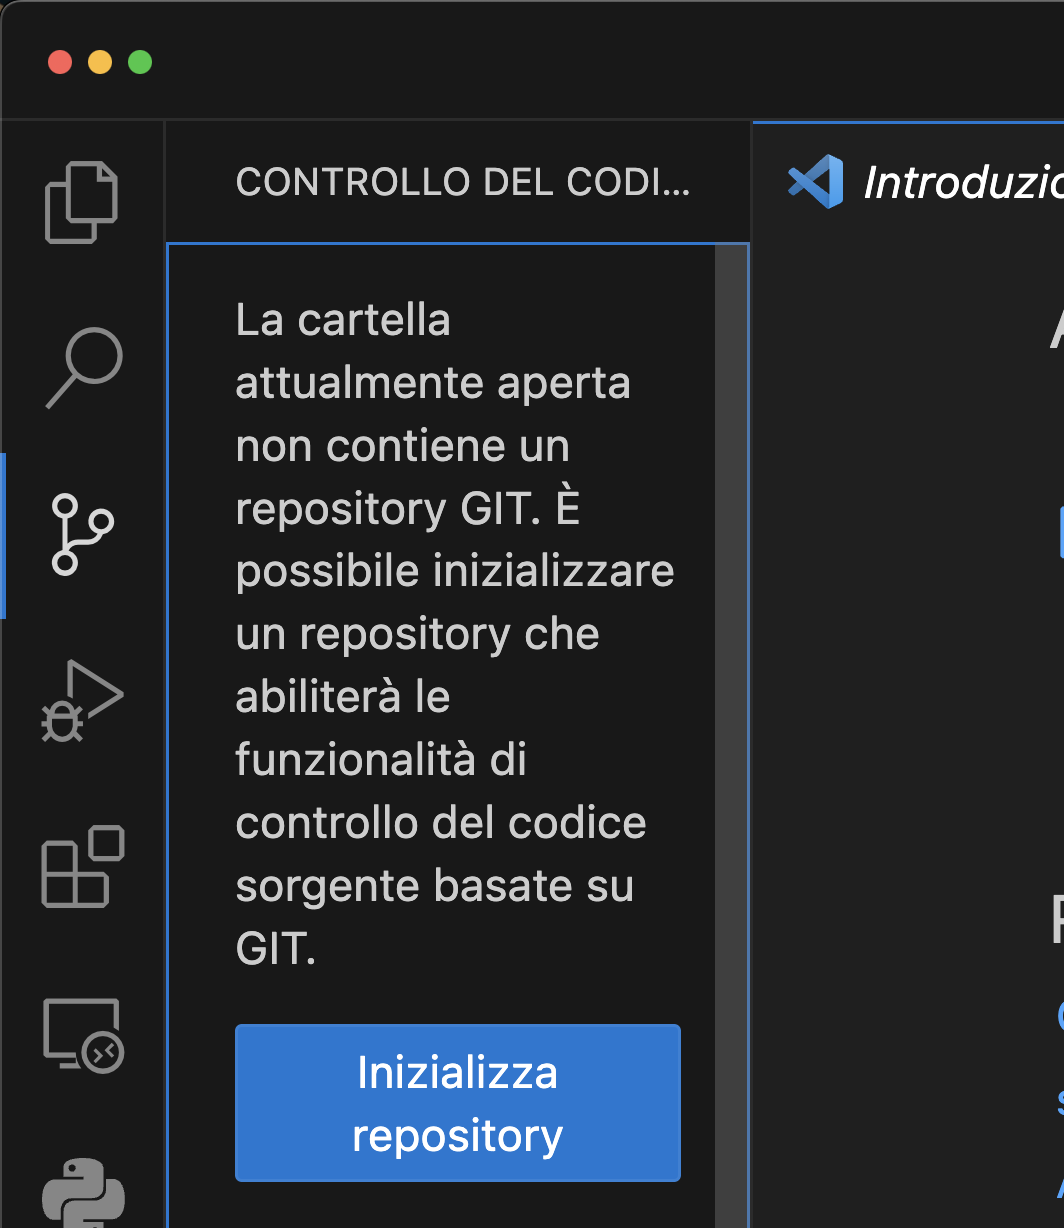 CONTROLLO DEL CODI...
Introduzio
La cartella
attualmente aperta
non contiene un
repository GIT. È
possibile inizializzare
un repository che
abiliterà le
funzionalità di
controllo del codice
sorgente basate su
GIT.
Inizializza
repository